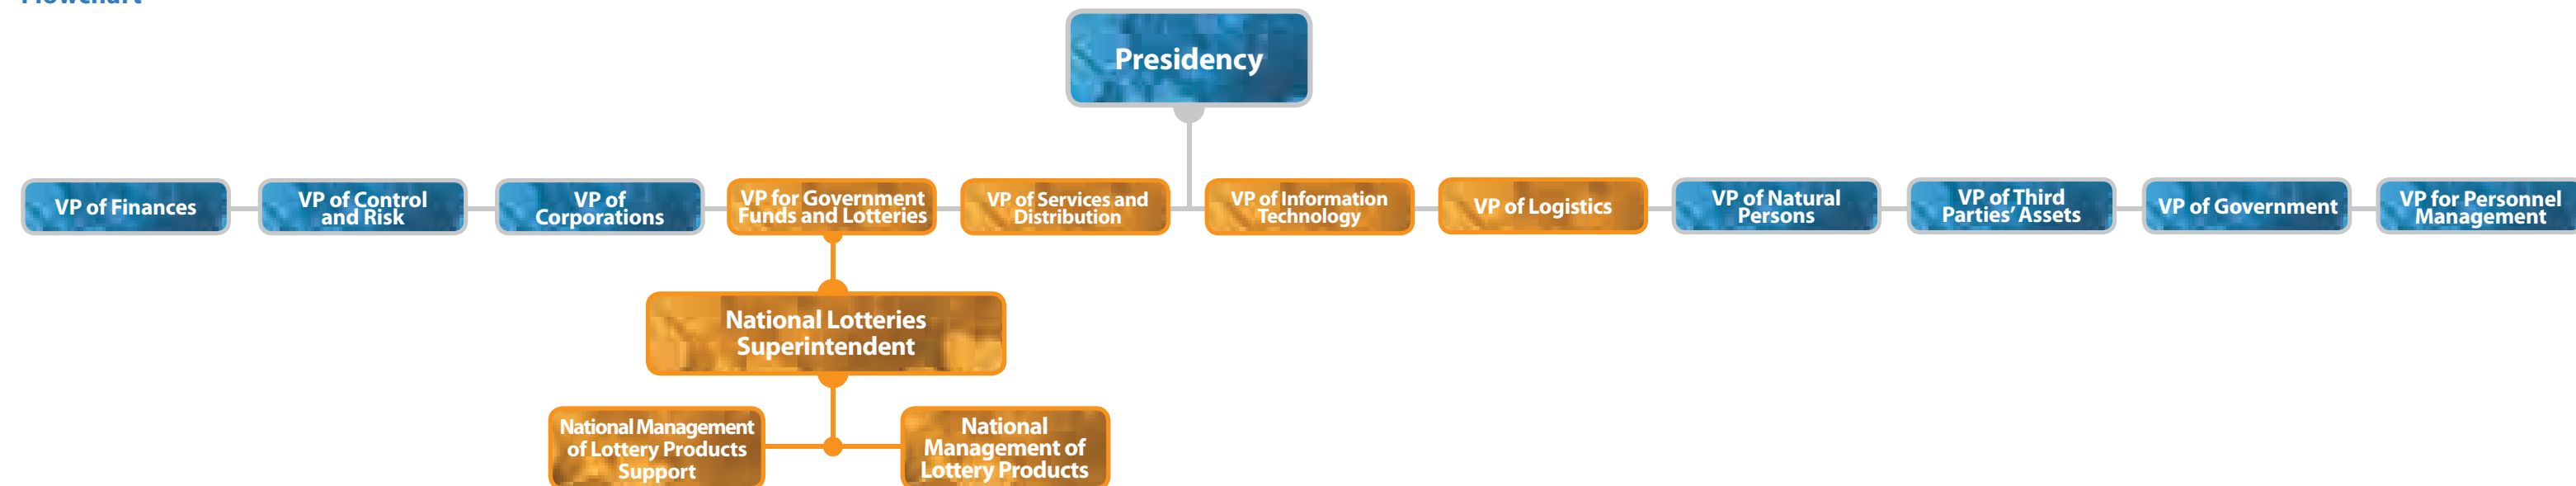 Flowchart
Presidency
VP of Finances
VP of Control
and Risk
VP of
Corporations
VP for Government
Funds and Lotteries
VP of Services and
Distribution
VP of Information
Technology
VP of Logistics
VP of Natural
Persons
VP of Third
Parties’ Assets
VP of Government
VP for Personnel
Management
National Lotteries
Superintendent
National Management
of Lottery Products
Support
National
Management of
Lottery Products